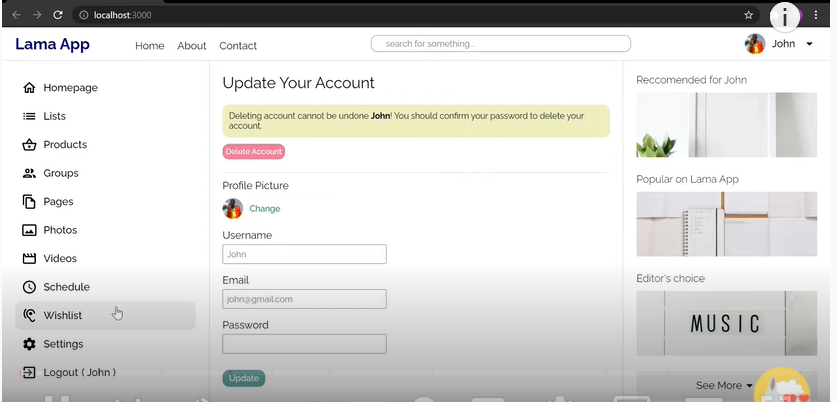 localhost:3000
Lama App
Home About Contact
search for something...
John
Homepage
Lists
Products
Groups
Pages
Photos
Videos
Schedule
Wishlist
Settings
Logout ( John )
Update Your Account
Deleting account cannot be undone John! You should confirm your password to delete your
account.
Delete Account
Profile Picture
Change
Username
John
Email
john@gmail.com
Password
Update
Reccomended for John
Popular on Lama App
Editor's choice
MUSIC
See More